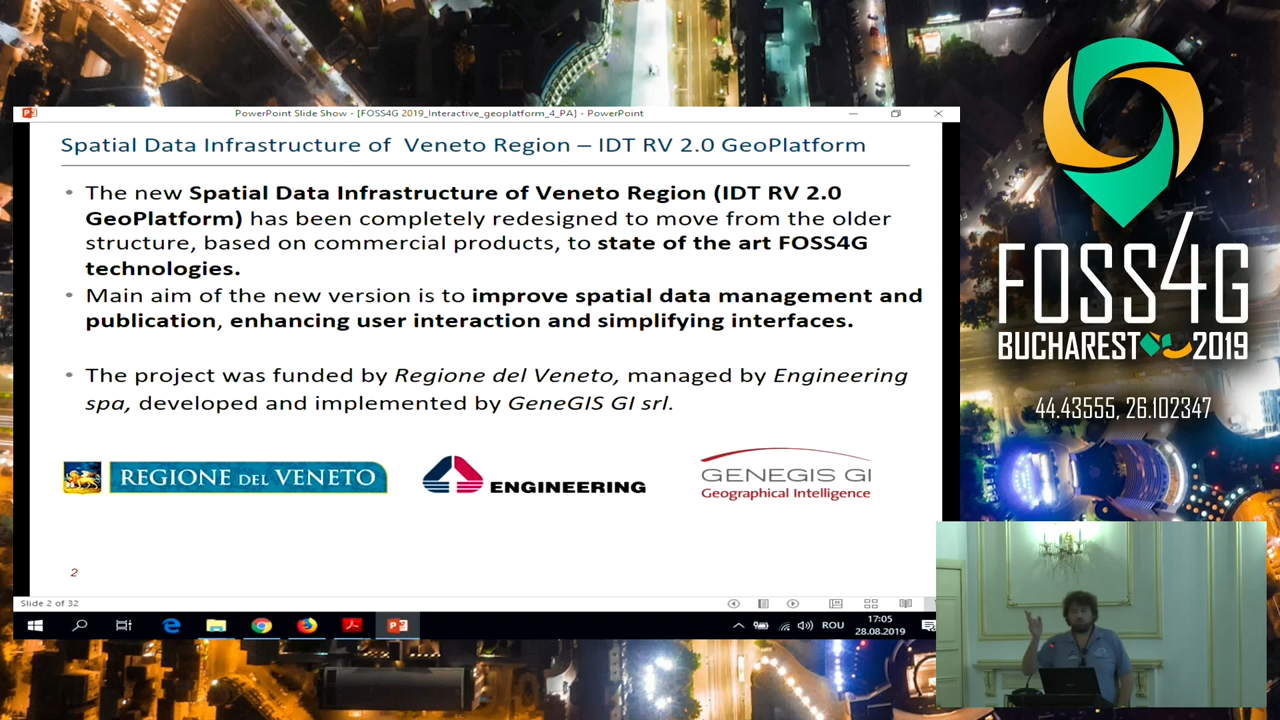 PowerPoint Slide Show - [FOSS4G 2019_Interactive_geoplatform_4_PA] - PowerPoint
Spatial Data Infrastructure of Veneto Region – IDT RV 2.0 GeoPlatform
• The new Spatial Data Infrastructure of Veneto Region (IDT RV 2.0
GeoPlatform) has been completely redesigned to move from the older
structure, based on commercial products, to state of the art FOSS4G
technologies.
• Main aim of the new version is to improve spatial data management and
publication, enhancing user interaction and simplifying interfaces.
• The project was funded by Regione del Veneto, managed by Engineering
spa, developed and implemented by GeneGIS GI srl.
REGIONE DEL VENETO
ENGINEERING
GENEGIS GI
Geographical Intelligence
2
Slide 2 of 32
ROU
17:05
28.08.2019
FOSS4G
BUCHAREST 2019
44.43555, 26.102347